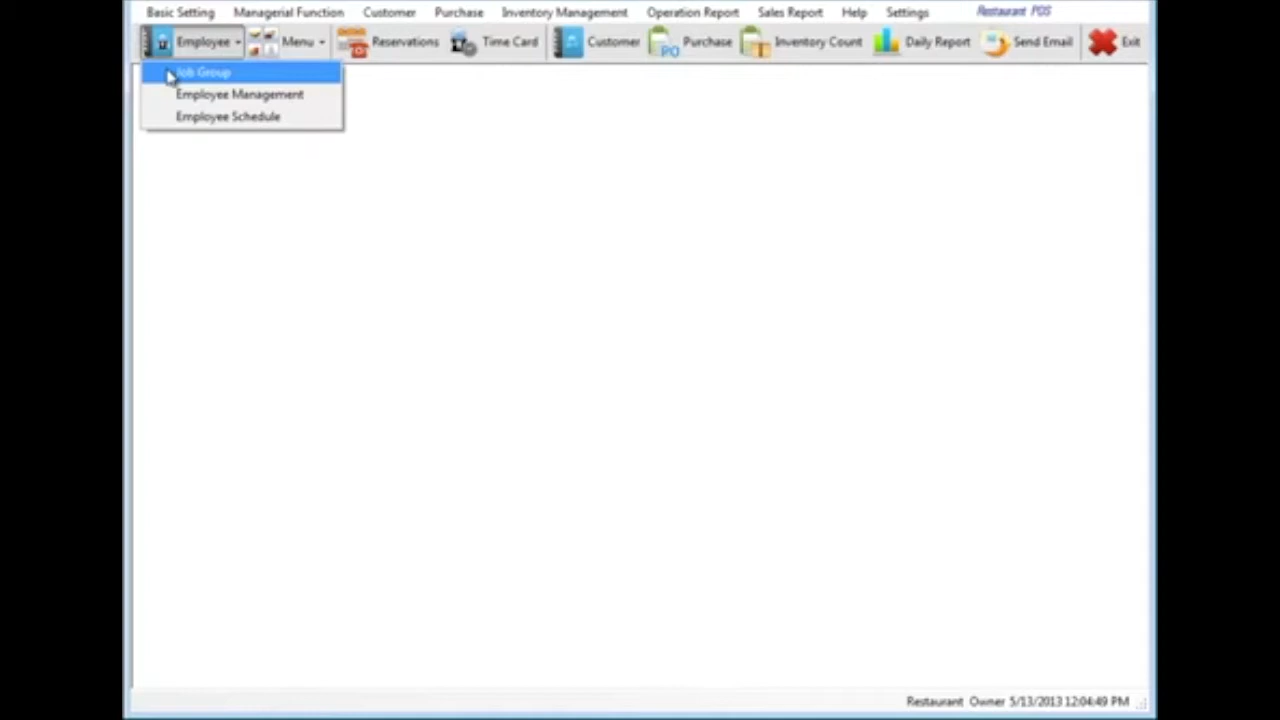 Basic Setting Managerial Function Customer Purchase Inventory Management Operation Report Sales Report Help Settings Restaurant POS
Employee Menu Reservations Time Card Customer PO Purchase Inventory Count Daily Report Send Email Exit
Job Group
Employee Management
Employee Schedule
Restaurant Owner 5/13/2013 12:04:49 PM